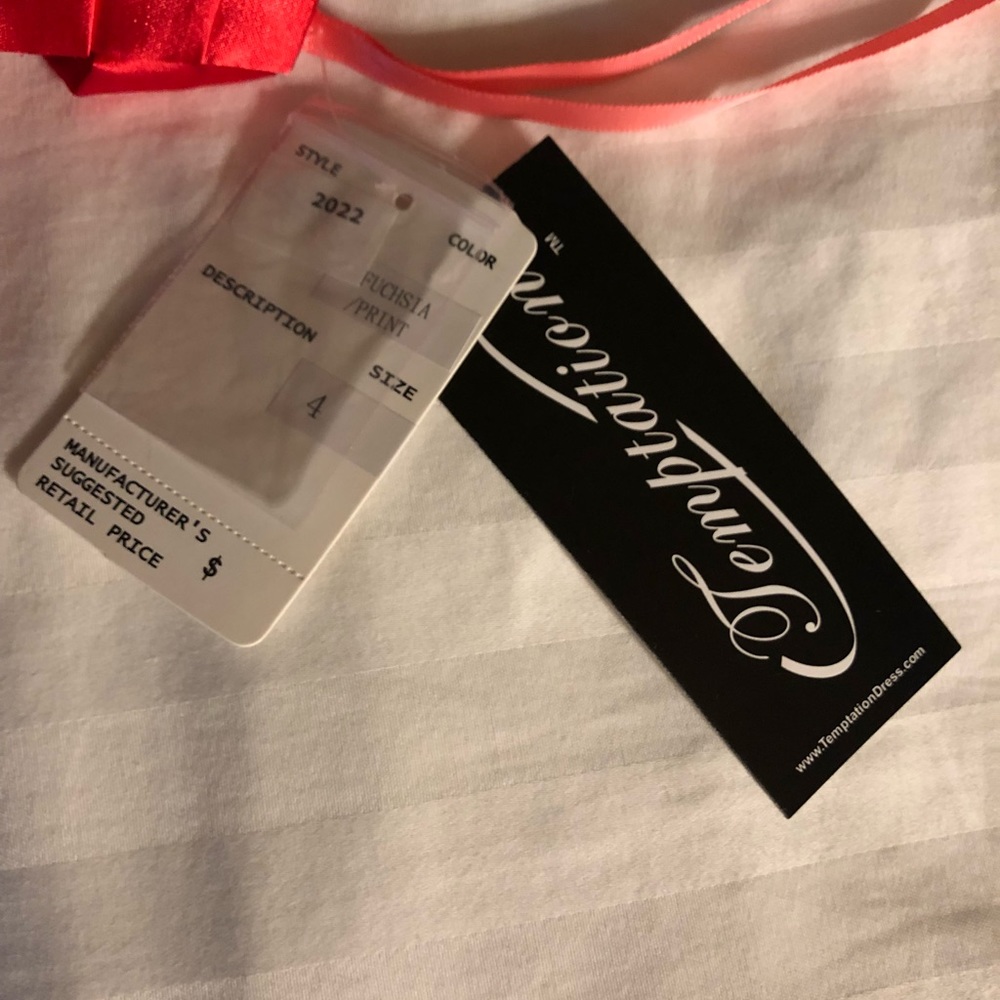 STYLE
2022
COLOR
FUCHSIA
/PRINT
DESCRIPTION
SIZE
4
MANUFACTURER'S
SUGGESTED
RETAIL PRICE $
Temptation
TM
www.TemptationDress.com